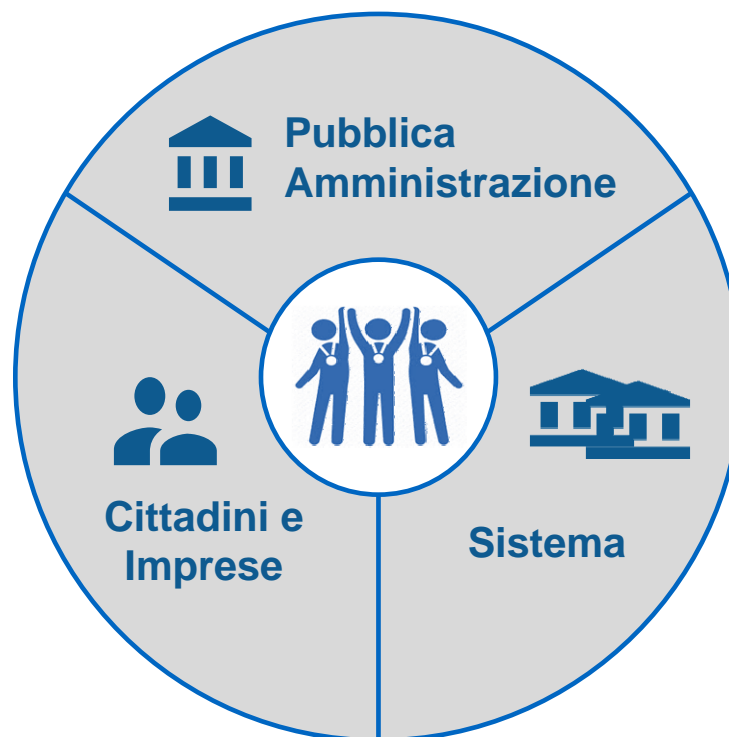 Pubblica
Amministrazione
Cittadini e
Imprese
Sistema